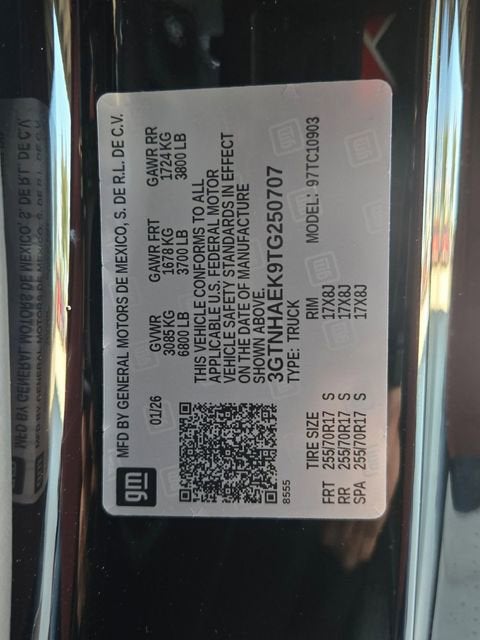 gm
MFD BY GENERAL MOTORS DE MEXICO, S. DE R.L. DE C.V.
01/26 GVWR GAWR FRT GAWR RR
3085 KG 1678 KG 1724 KG
6800 LB 3700 LB 3800 LB
THIS VEHICLE CONFORMS TO ALL
APPLICABLE U.S. FEDERAL MOTOR
VEHICLE SAFETY STANDARDS IN EFFECT
ON THE DATE OF MANUFACTURE
SHOWN ABOVE.
3GTNHAEK9TG250707
8555 TYPE: TRUCK
TIRE SIZE RIM MODEL: 97TC10903
FRT 255/70R17 S 17X8J
RR 255/70R17 S 17X8J
SPA 255/70R17 S 17X8J